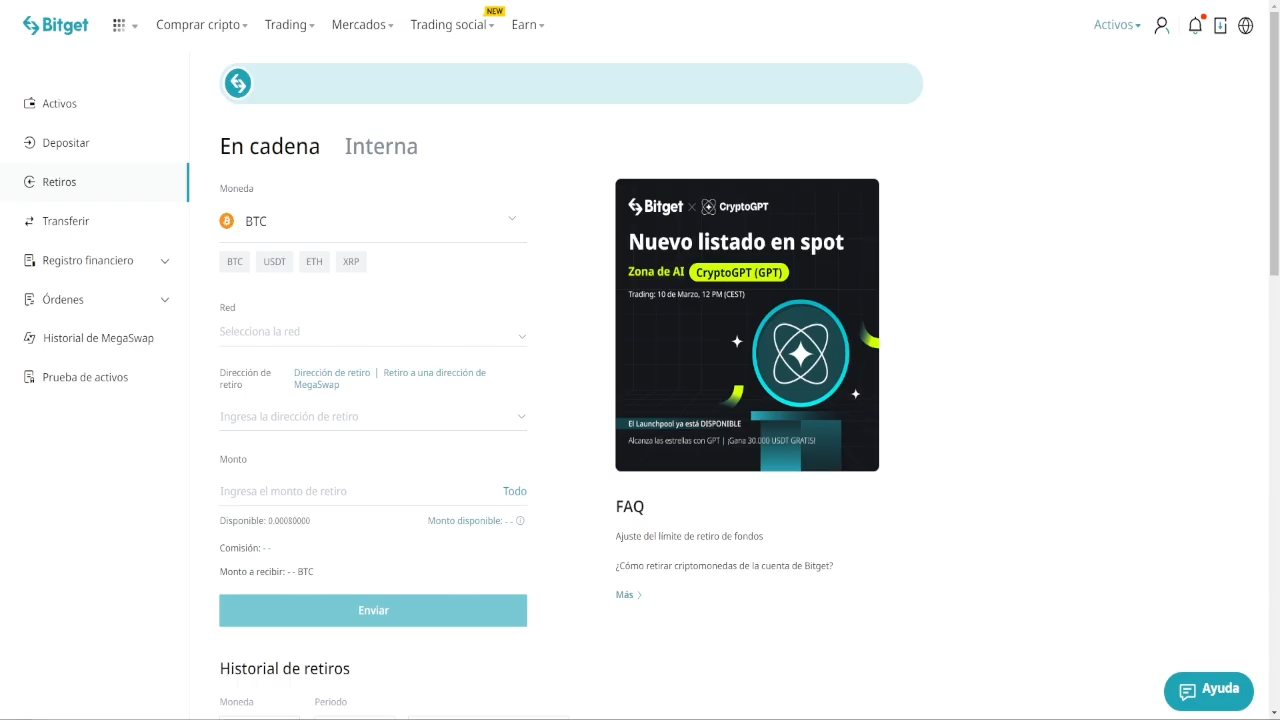 Bitget
Comprar cripto
Trading
Mercados
Trading social
NEW
Earn
Activos
Activos
Depositar
Retiros
Transferir
Registro financiero
Órdenes
Historial de MegaSwap
Prueba de activos
En cadena
Interna
Moneda
BTC
BTC USDT ETH XRP
Red
Selecciona la red
Dirección de retiro
Dirección de retiro | Retiro a una dirección de MegaSwap
Ingresa la dirección de retiro
Monto
Ingresa el monto de retiro
Todo
Disponible: 0.00080000
Monto disponible: - -
Comisión: - -
Monto a recibir: - - BTC
Enviar
Historial de retiros
Moneda
Periodo
Bitget × CryptoGPT
Nuevo listado en spot
Zona de AI CryptoGPT (GPT)
Trading: 10 de Marzo, 12 PM (CEST)
El Launchpool ya está DISPONIBLE
Alcanza las estrellas con GPT | ¡Gana 30.000 USDT GRATIS!
FAQ
Ajuste del límite de retiro de fondos
¿Cómo retirar criptomonedas de la cuenta de Bitget?
Más
Ayuda